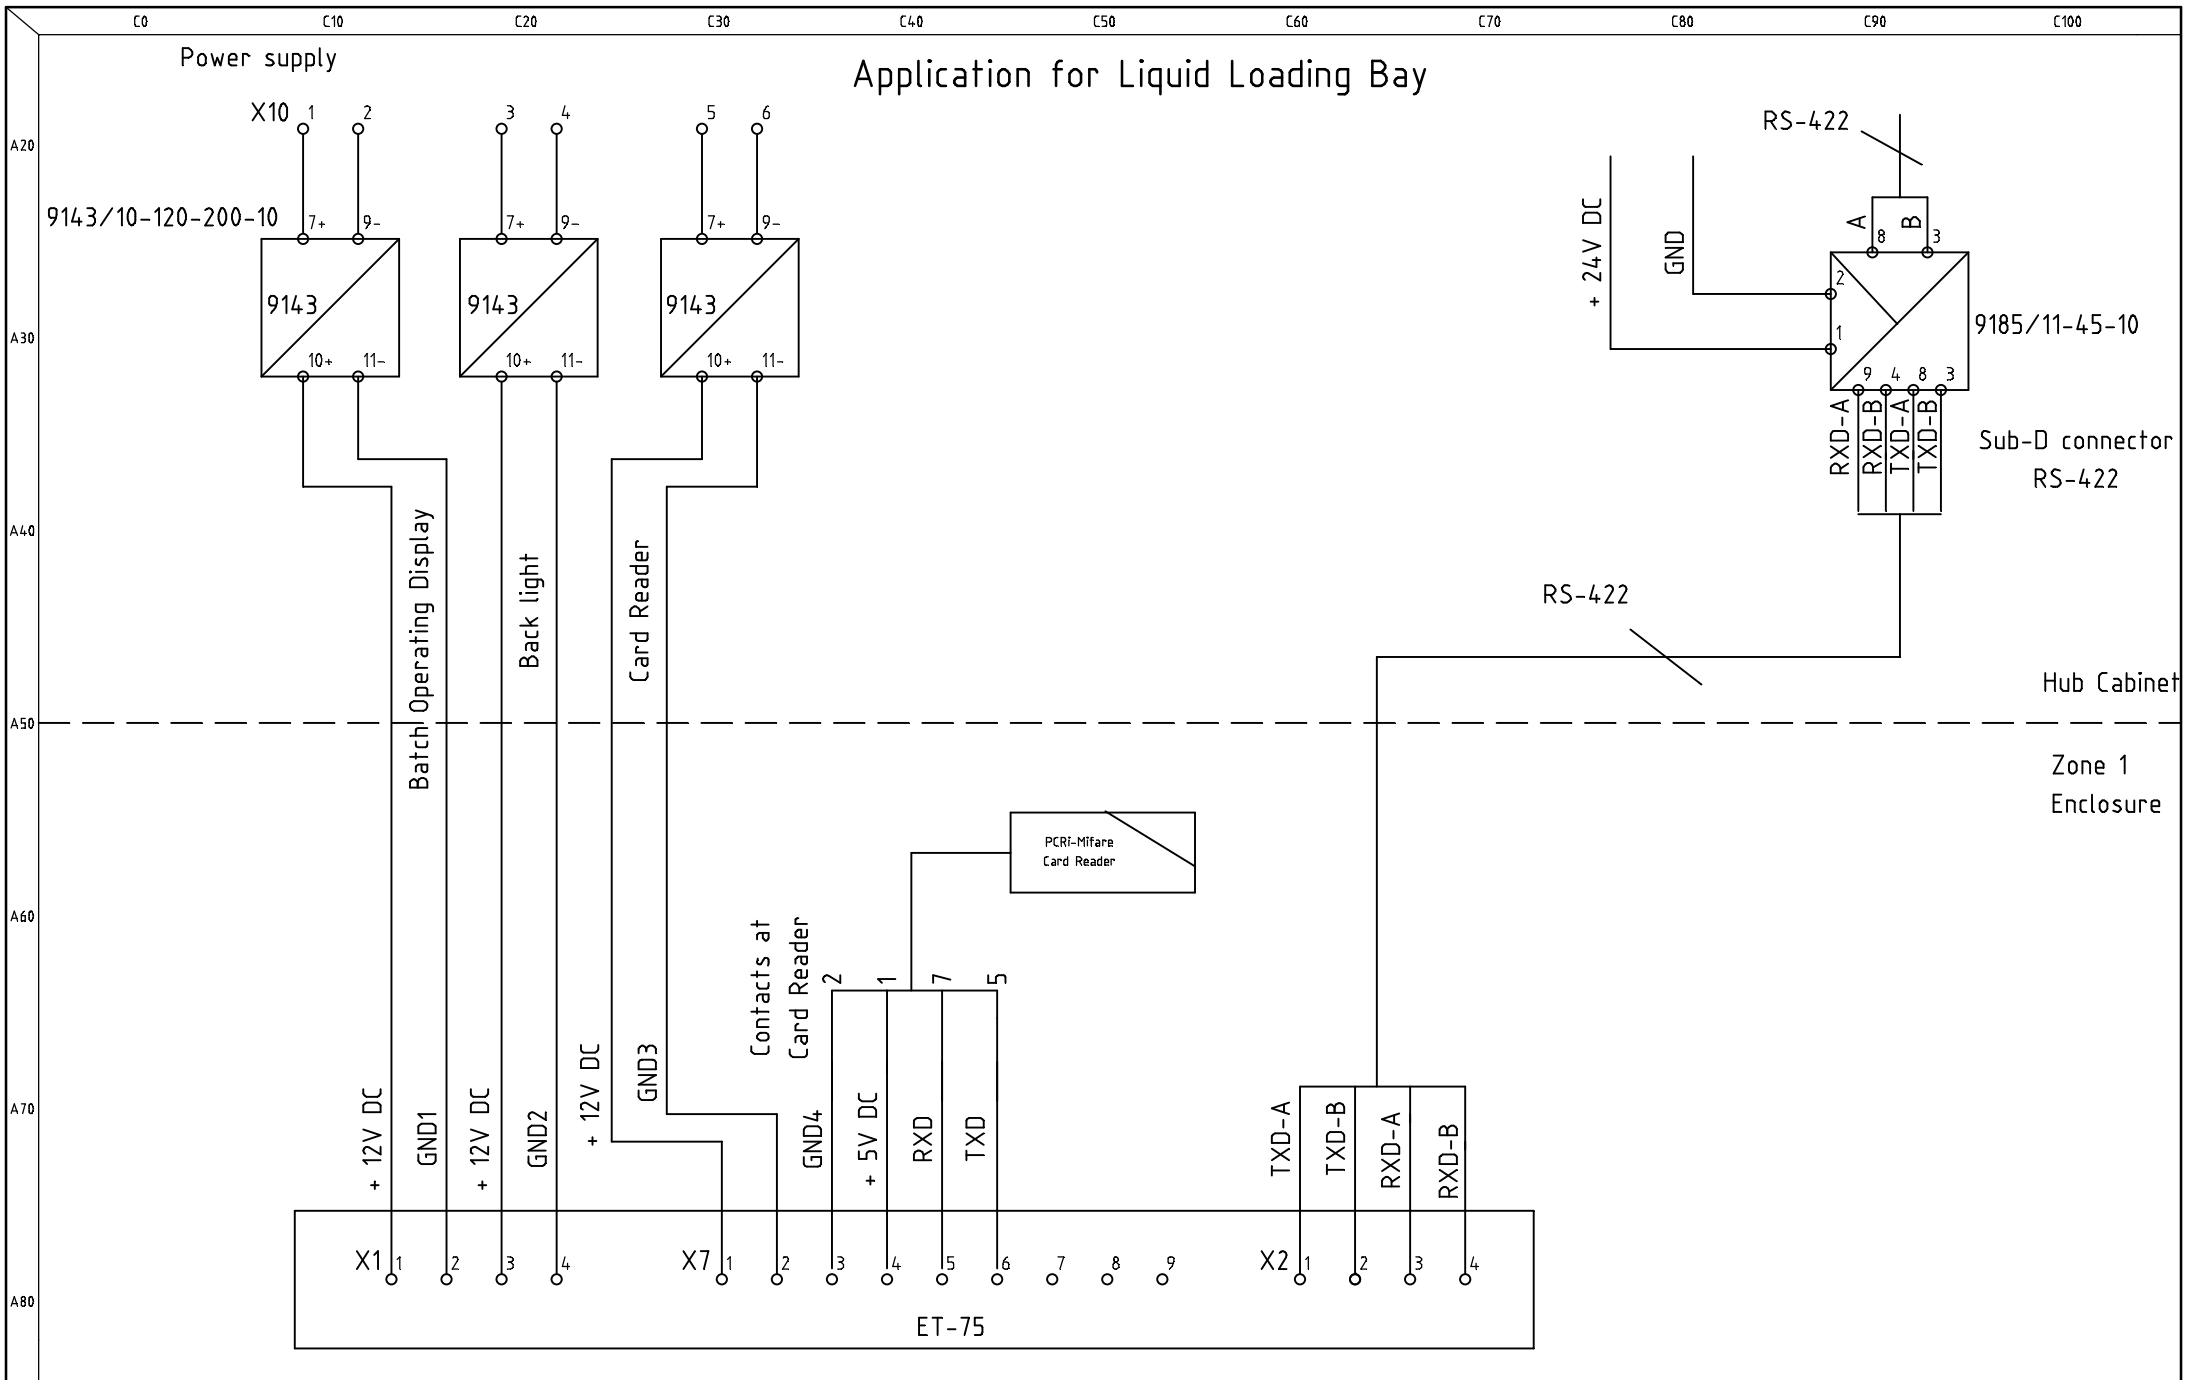 C0 C10 C20 C30 C40 C50 C60 C70 C80 C90 C100
Power supply
Application for Liquid Loading Bay
X10 1 2 3 4 5 6
RS-422
A20
9143/10-120-200-10
7+ 9- 7+ 9- 7+ 9-
A B
8 3
+ 24V DC
GND
2
9143 9143 9143
1
9185/11-45-10
A30
10+ 11- 10+ 11- 10+ 11-
9 4 8 3
RXD-A
RXD-B
TXD-A
TXD-B
Sub-D connector
RS-422
A40
Batch Operating Display
Back light
Card Reader
RS-422
Hub Cabinet
A50
Zone 1
Enclosure
PCRi-Mifare
Card Reader
A60
Contacts at
Card Reader
2 1 7 5
A70
+ 12V DC
GND1
+ 12V DC
GND2
+ 12V DC
GND3
GND4
+ 5V DC
RXD
TXD
TXD-A
TXD-B
RXD-A
RXD-B
X1 1 2 3 4
X7 1 2 3 4 5 6 7 8 9
X2 1 2 3 4
A80
ET-75